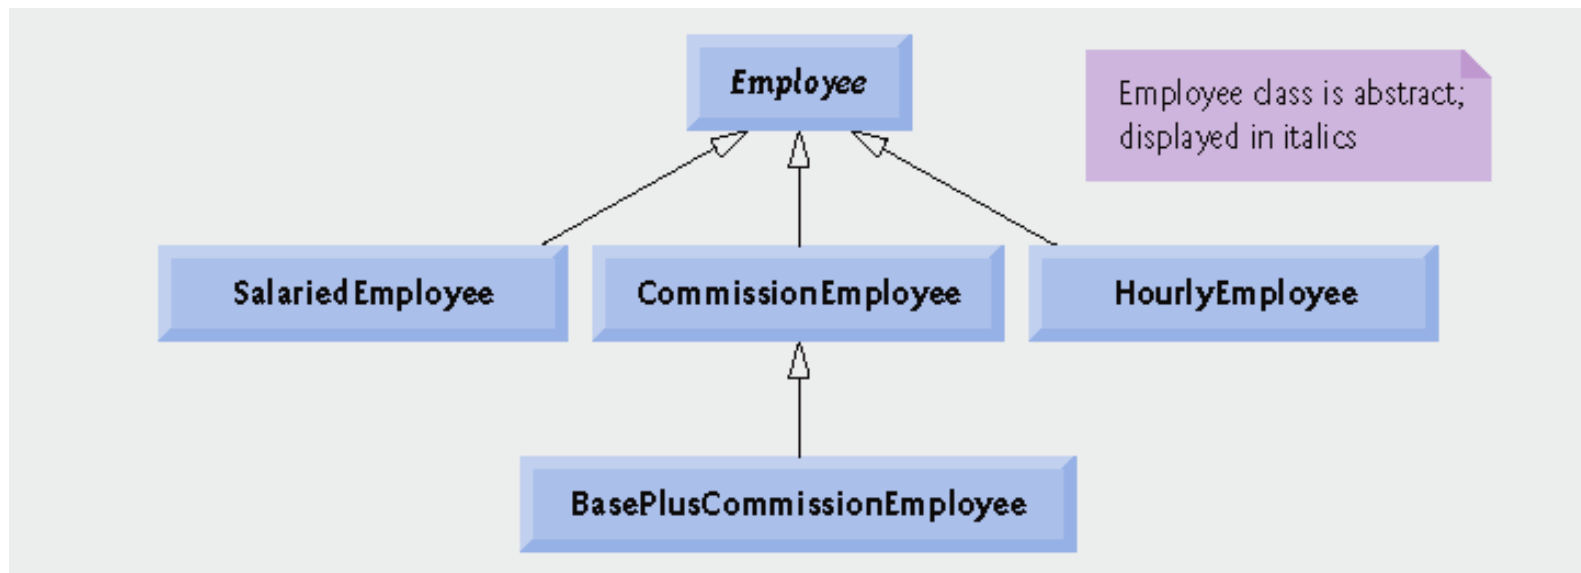 Employee
Employee class is abstract;
displayed in italics
SalariedEmployee
CommissionEmployee
HourlyEmployee
BasePlusCommissionEmployee